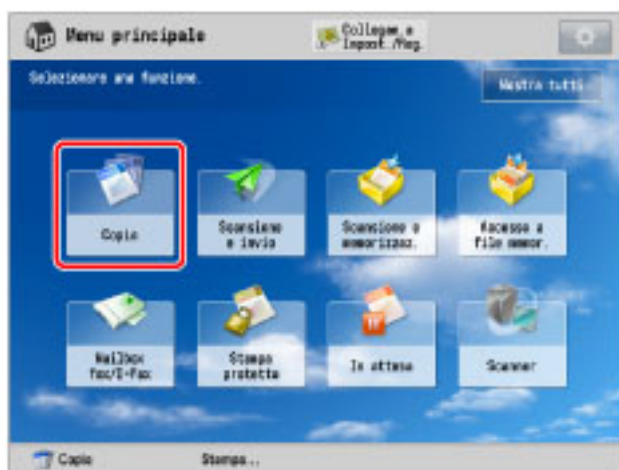 Menu principale
Collegam. a
Impost./Reg.
Selezionare una funzione.
Mostra tutti
Copia
Scansione
e invio
Scansione e
memorizzaz.
Accesso a
file memor.
Mailbox
fax/I-Fax
Stampa
protetta
In attesa
Scanner
Copia
Stampa...